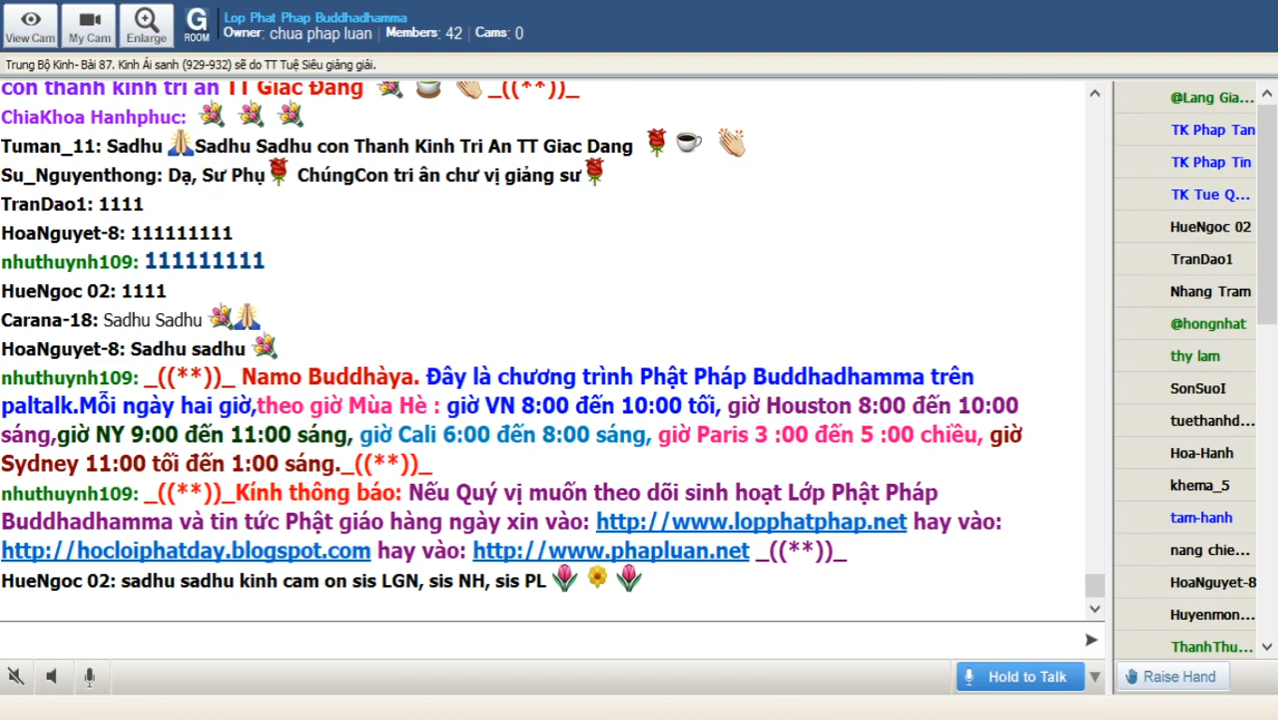 View Cam
My Cam
Enlarge
G
ROOM
Lop Phat Phap Buddhadhamma
Owner: chua phap luan | Members: 42 | Cams: 0
Trung Bộ Kinh- Bài 87. Kinh Ái sanh (929-932) sẽ do TT Tuệ Siêu giảng giải.
con thanh kinh tri an TT Giac Đang _((**))_
ChiaKhoa Hanhphuc:
Tuman_11: Sadhu Sadhu Sadhu con Thanh Kinh Tri An TT Giac Dang
Su_Nguyenthong: Dạ, Sư Phụ ChúngCon tri ân chư vị giảng sư
TranDao1: 1111
HoaNguyet-8: 111111111
nhuthuynh109: 111111111
HueNgoc 02: 1111
Carana-18: Sadhu Sadhu
HoaNguyet-8: Sadhu sadhu
nhuthuynh109: _((**))_ Namo Buddhàya. Đây là chương trình Phật Pháp Buddhadhamma trên
paltalk.Mỗi ngày hai giờ,theo giờ Mùa Hè : giờ VN 8:00 đến 10:00 tối, giờ Houston 8:00 đến 10:00
sáng,giờ NY 9:00 đến 11:00 sáng, giờ Cali 6:00 đến 8:00 sáng, giờ Paris 3 :00 đến 5 :00 chiều, giờ
Sydney 11:00 tối đến 1:00 sáng._((**))_
nhuthuynh109: _((**))_Kính thông báo: Nếu Quý vị muốn theo dõi sinh hoạt Lớp Phật Pháp
Buddhadhamma và tin tức Phật giáo hàng ngày xin vào: http://www.lopphatphap.net hay vào:
http://hocloiphatday.blogspot.com hay vào: http://www.phapluan.net _((**))_
HueNgoc 02: sadhu sadhu kinh cam on sis LGN, sis NH, sis PL
@Lang Gia...
TK Phap Tan
TK Phap Tin
TK Tue Q...
HueNgoc 02
TranDao1
Nhang Tram
@hongnhat
thy lam
SonSuoI
tuethanhd...
Hoa-Hanh
khema_5
tam-hanh
nang chie...
HoaNguyet-8
Huyenmon...
ThanhThu...
Hold to Talk
Raise Hand